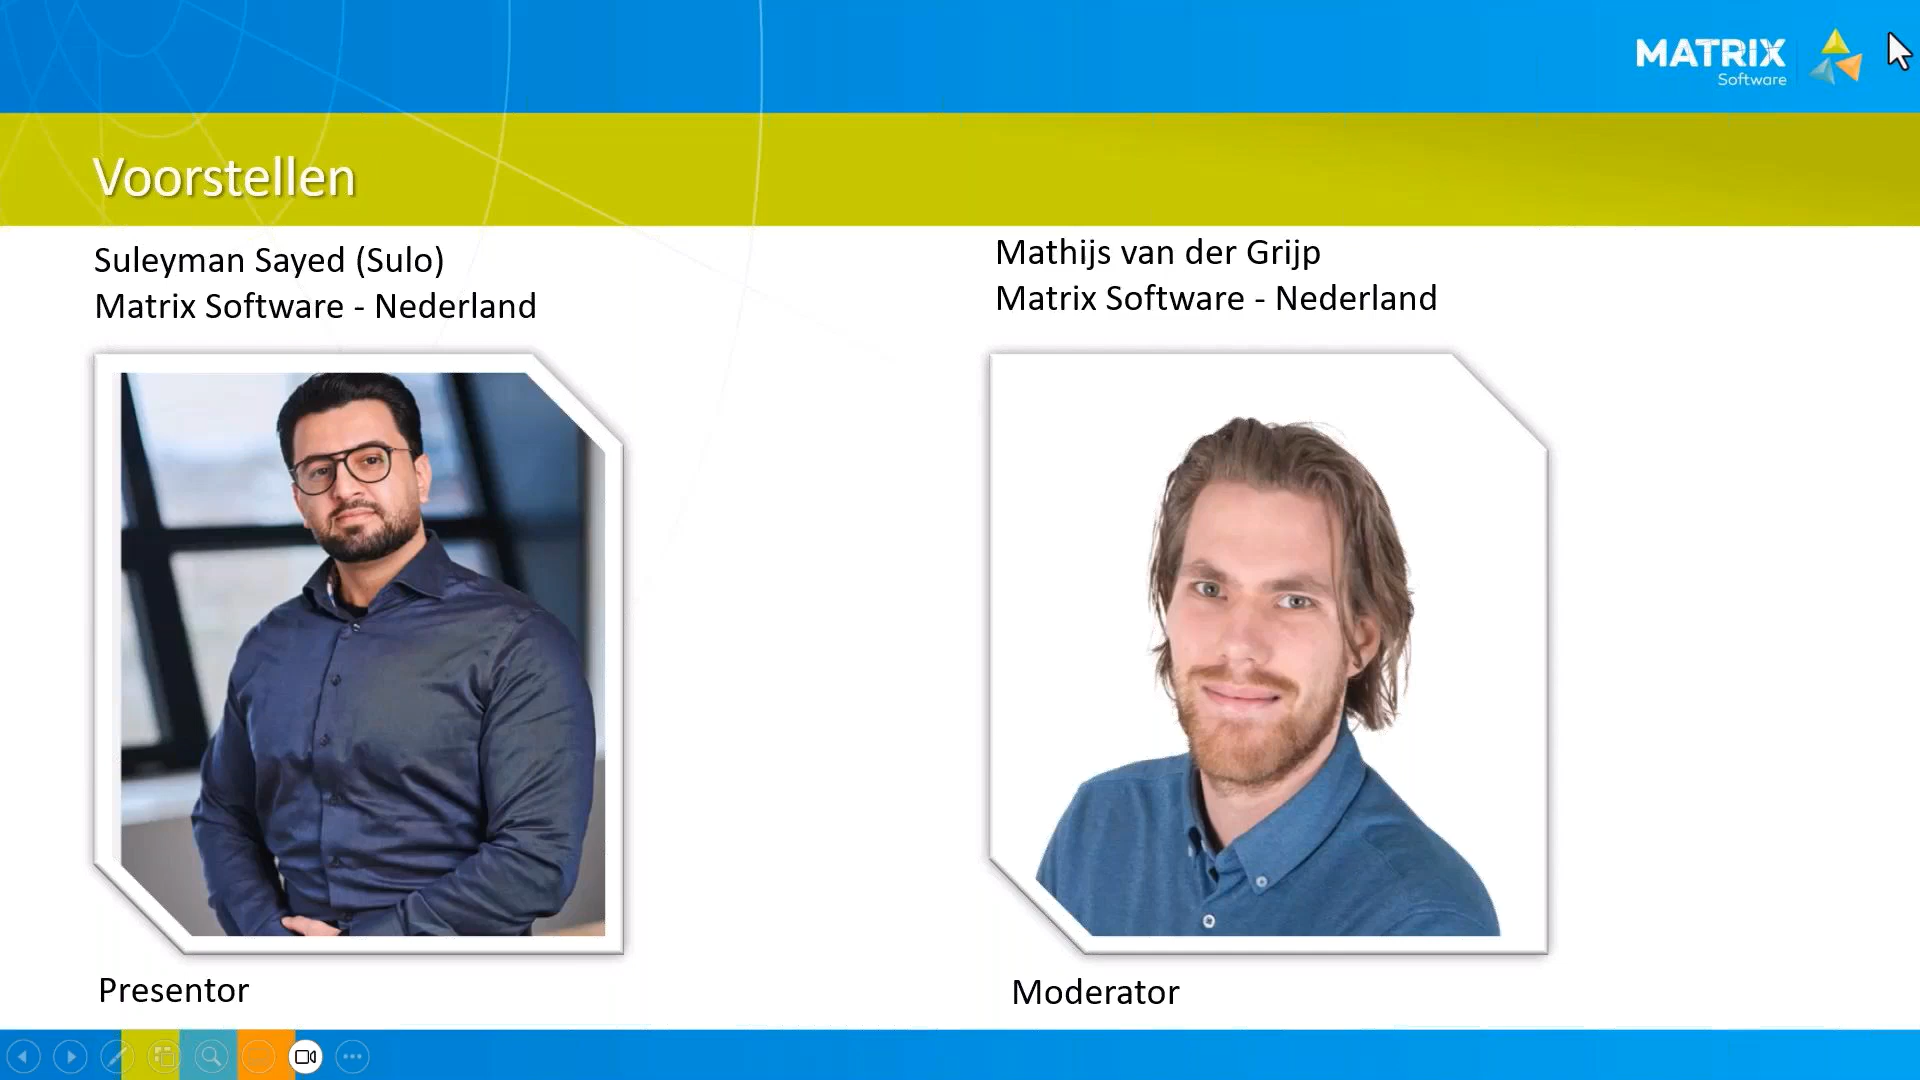 MATRIX
Software
Voorstellen
Suleyman Sayed (Sulo)
Matrix Software - Nederland
Mathijs van der Grijp
Matrix Software - Nederland
Presentor
Moderator